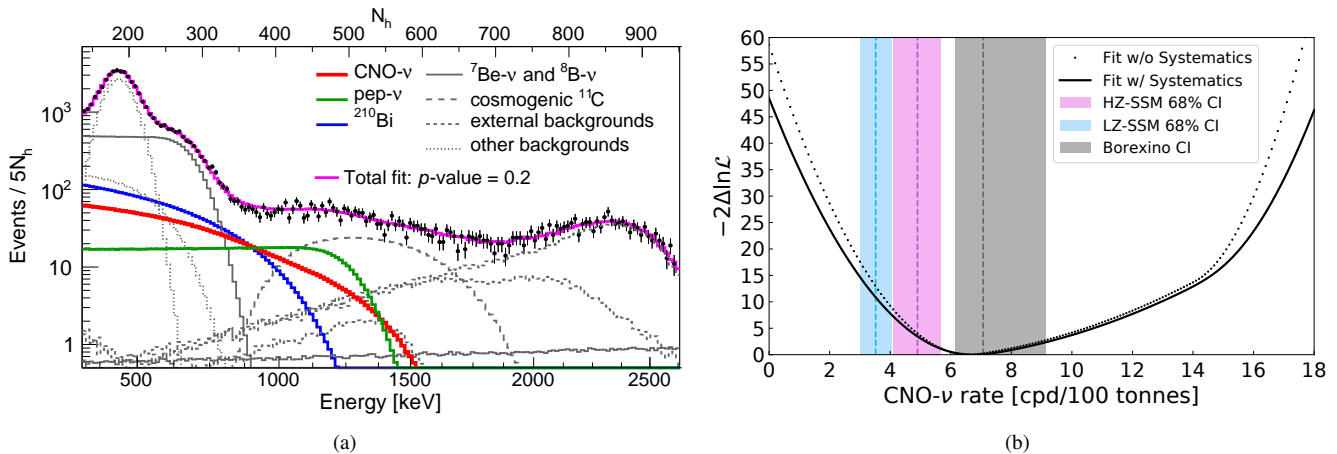 N_h
200 300 400 500 600 700 800 900
Events / 5N_h
10³
10²
10
1
CNO-ν
pep-ν
²¹⁰Bi
⁷Be-ν and ⁸B-ν
cosmogenic ¹¹C
external backgrounds
other backgrounds
Total fit: p-value = 0.2
500 1000 1500 2000 2500
Energy [keV]
(a)
−2Δlnℒ
60
55
50
45
40
35
30
25
20
15
10
5
0
Fit w/o Systematics
Fit w/ Systematics
HZ-SSM 68% CI
LZ-SSM 68% CI
Borexino CI
0 2 4 6 8 10 12 14 16 18
CNO-ν rate [cpd/100 tonnes]
(b)